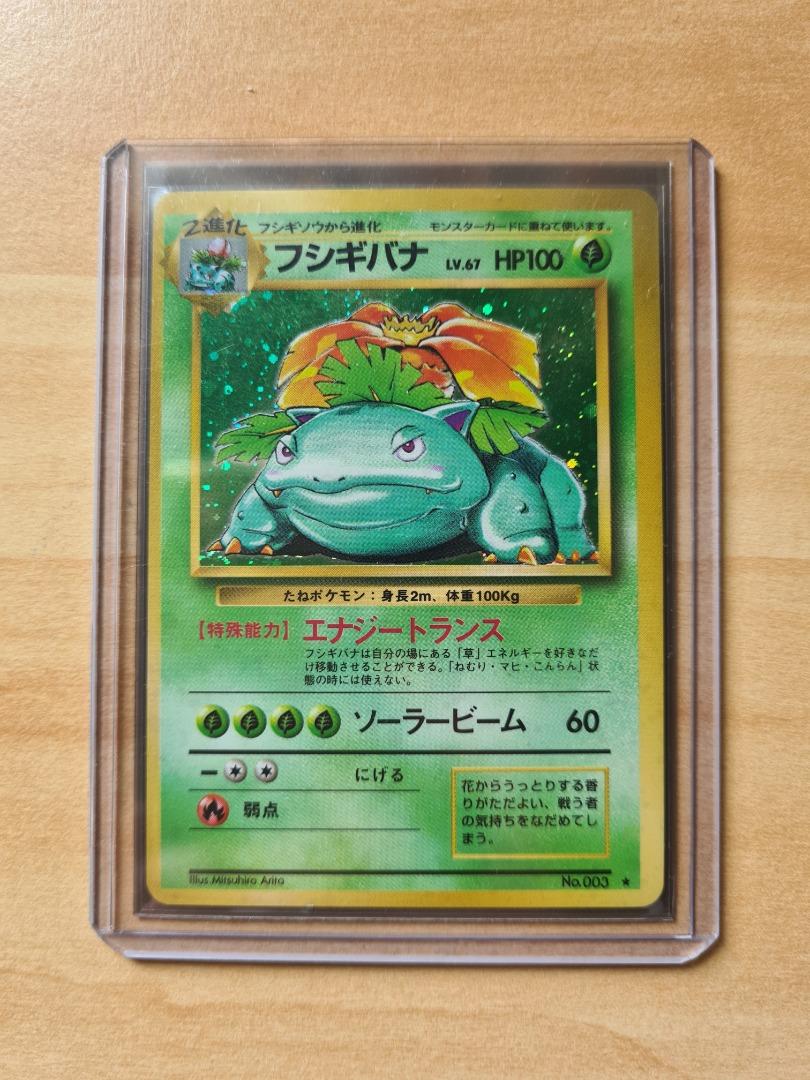 2進化 フシギソウから進化 モンスターカードに重ねて使います。
フシギバナ LV.67 HP100
たねポケモン：身長2m、体重100Kg
【特殊能力】 エナジートランス
フシギバナは自分の場にある「草」エネルギーを好きなだ
け移動させることができる。「ねむり・マヒ・こんらん」状
態の時には使えない。
ソーラービーム 60
ー にげる
弱点
花からうっとりする香
りがただよい、戦う者
の気持ちをなだめてし
まう。
Illus.Mitsuhiro Arita No.003 ★